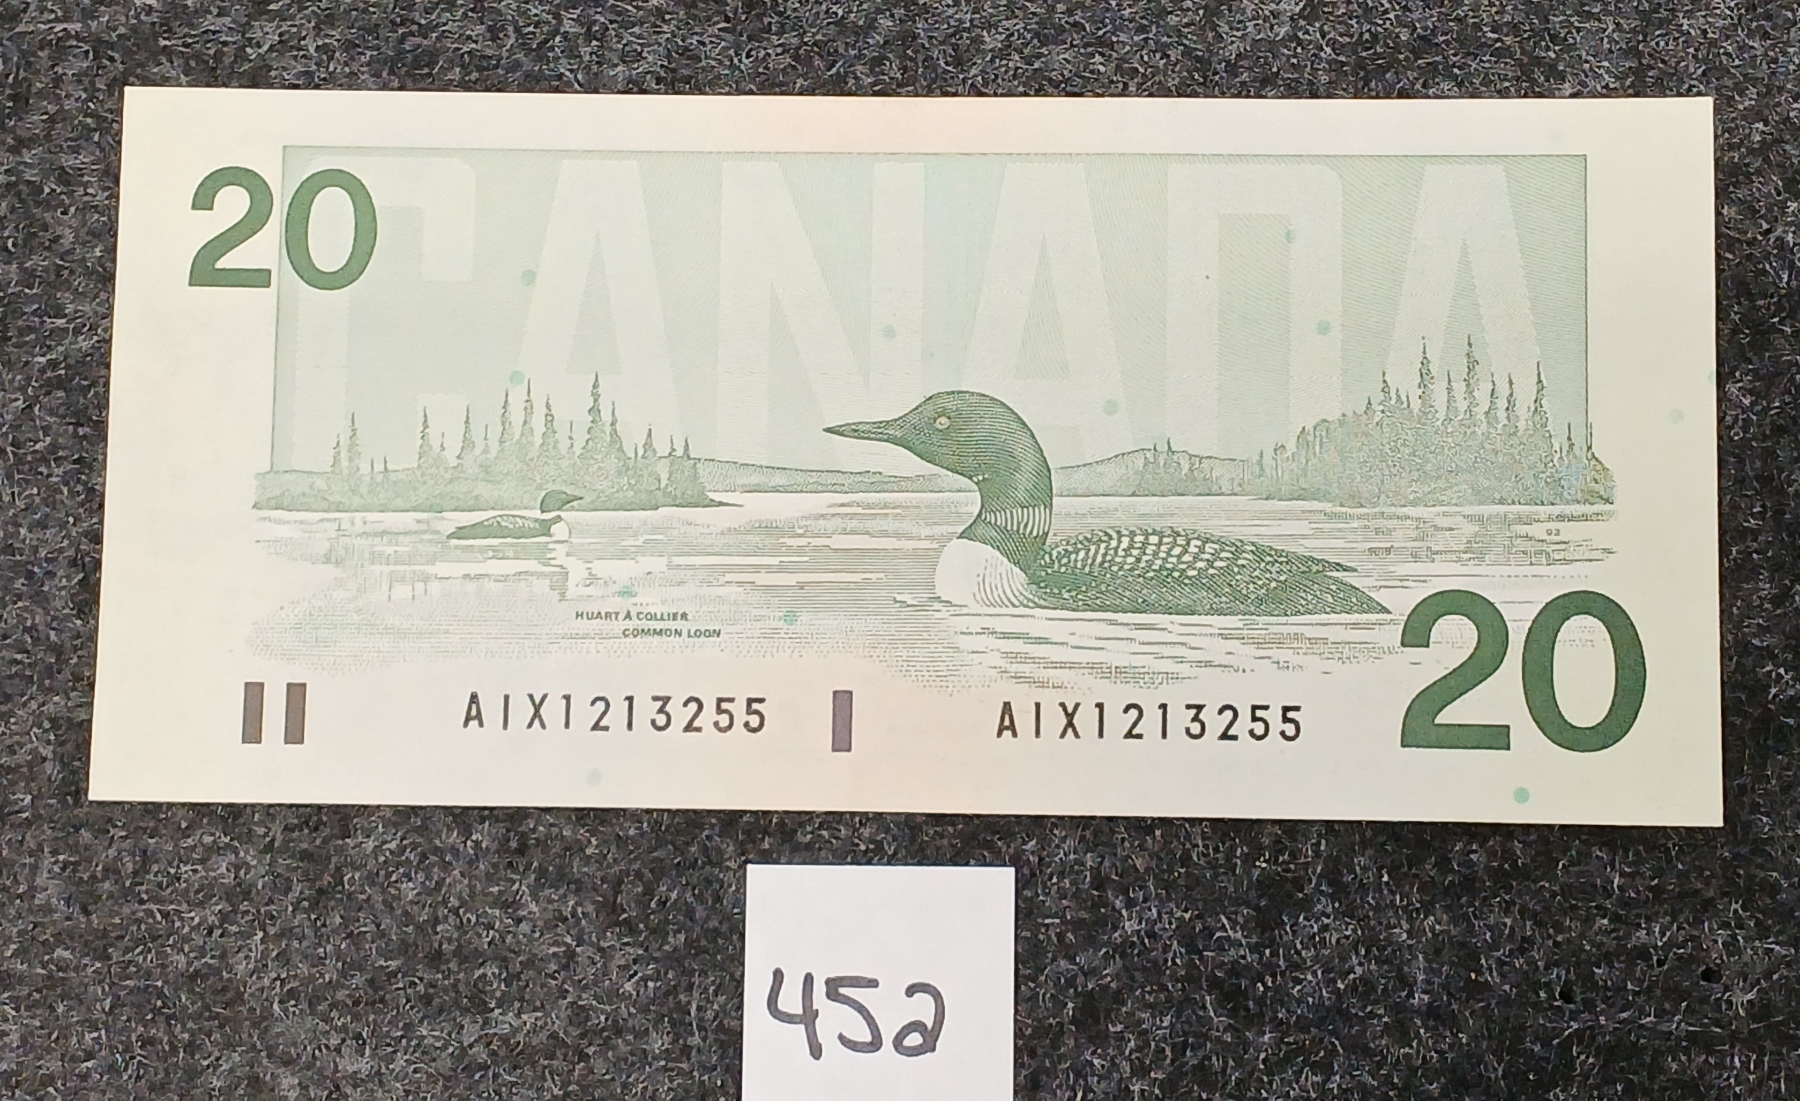 20
CANADA
HUART À COLLIER
COMMON LOON
AIX1213255
AIX1213255
20
452